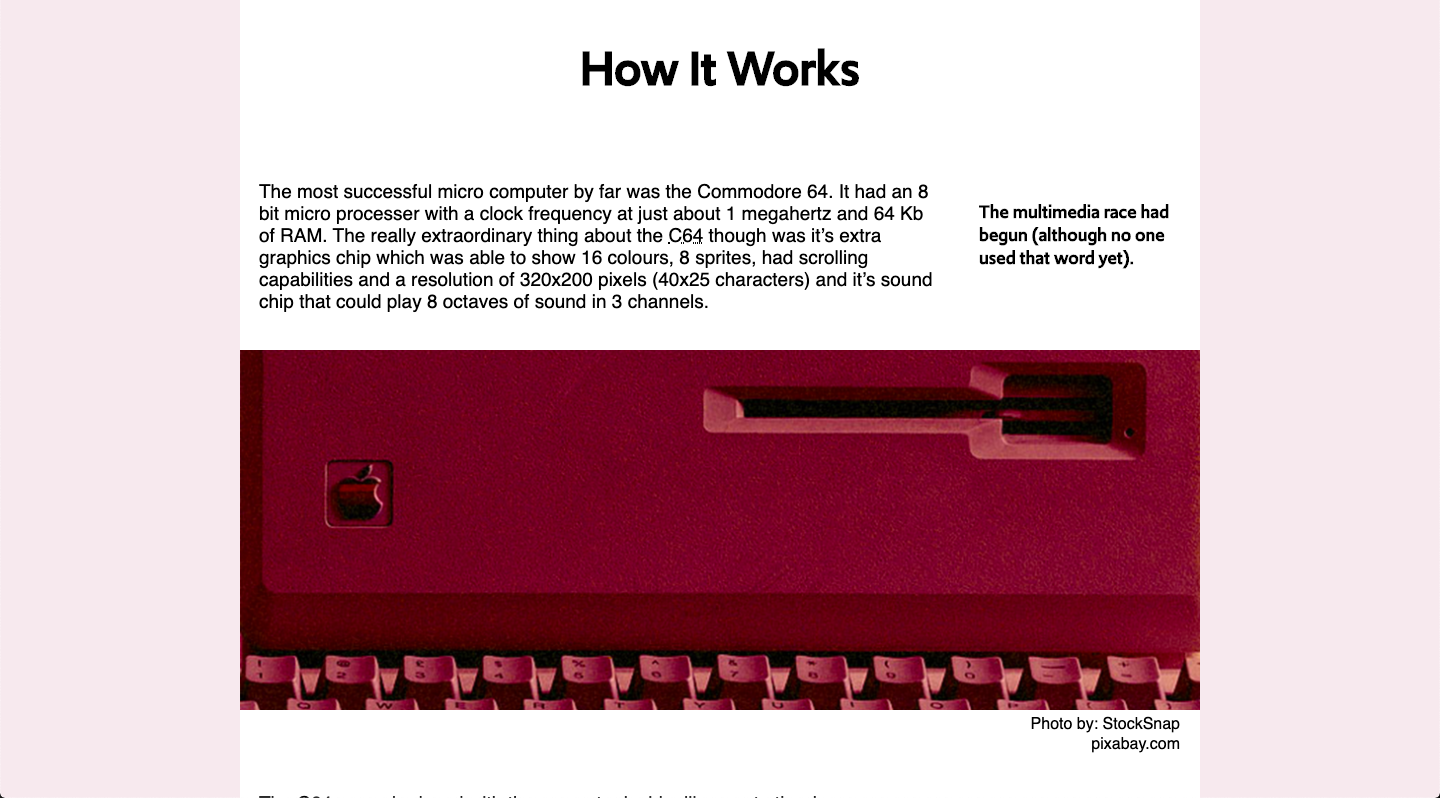 How It Works
The most successful micro computer by far was the Commodore 64. It had an 8
bit micro processer with a clock frequency at just about 1 megahertz and 64 Kb
of RAM. The really extraordinary thing about the C64 though was it’s extra
graphics chip which was able to show 16 colours, 8 sprites, had scrolling
capabilities and a resolution of 320x200 pixels (40x25 characters) and it’s sound
chip that could play 8 octaves of sound in 3 channels.
The multimedia race had
begun (although no one
used that word yet).
Photo by: StockSnap
pixabay.com